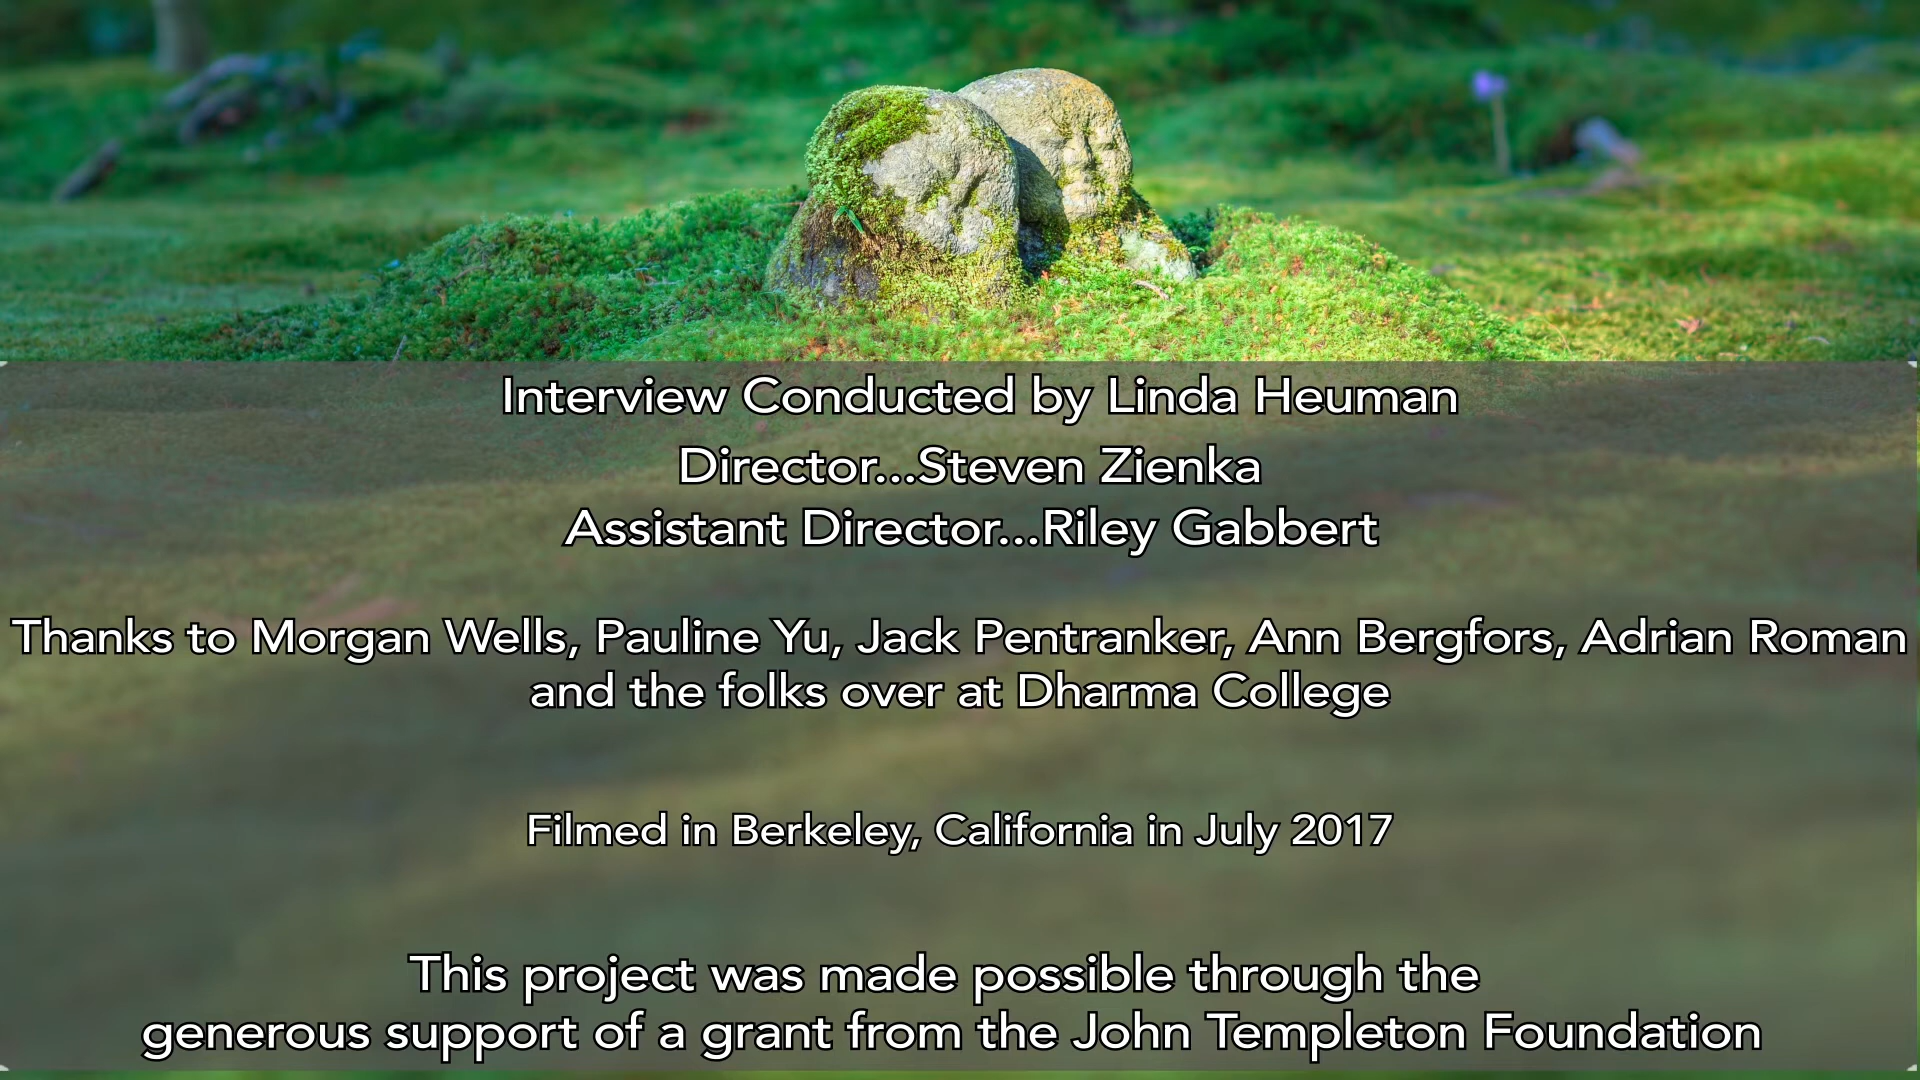 Interview Conducted by Linda Heuman
Director...Steven Zienka
Assistant Director...Riley Gabbert
Thanks to Morgan Wells, Pauline Yu, Jack Pentranker, Ann Bergfors, Adrian Roman
and the folks over at Dharma College
Filmed in Berkeley, California in July 2017
This project was made possible through the
generous support of a grant from the John Templeton Foundation